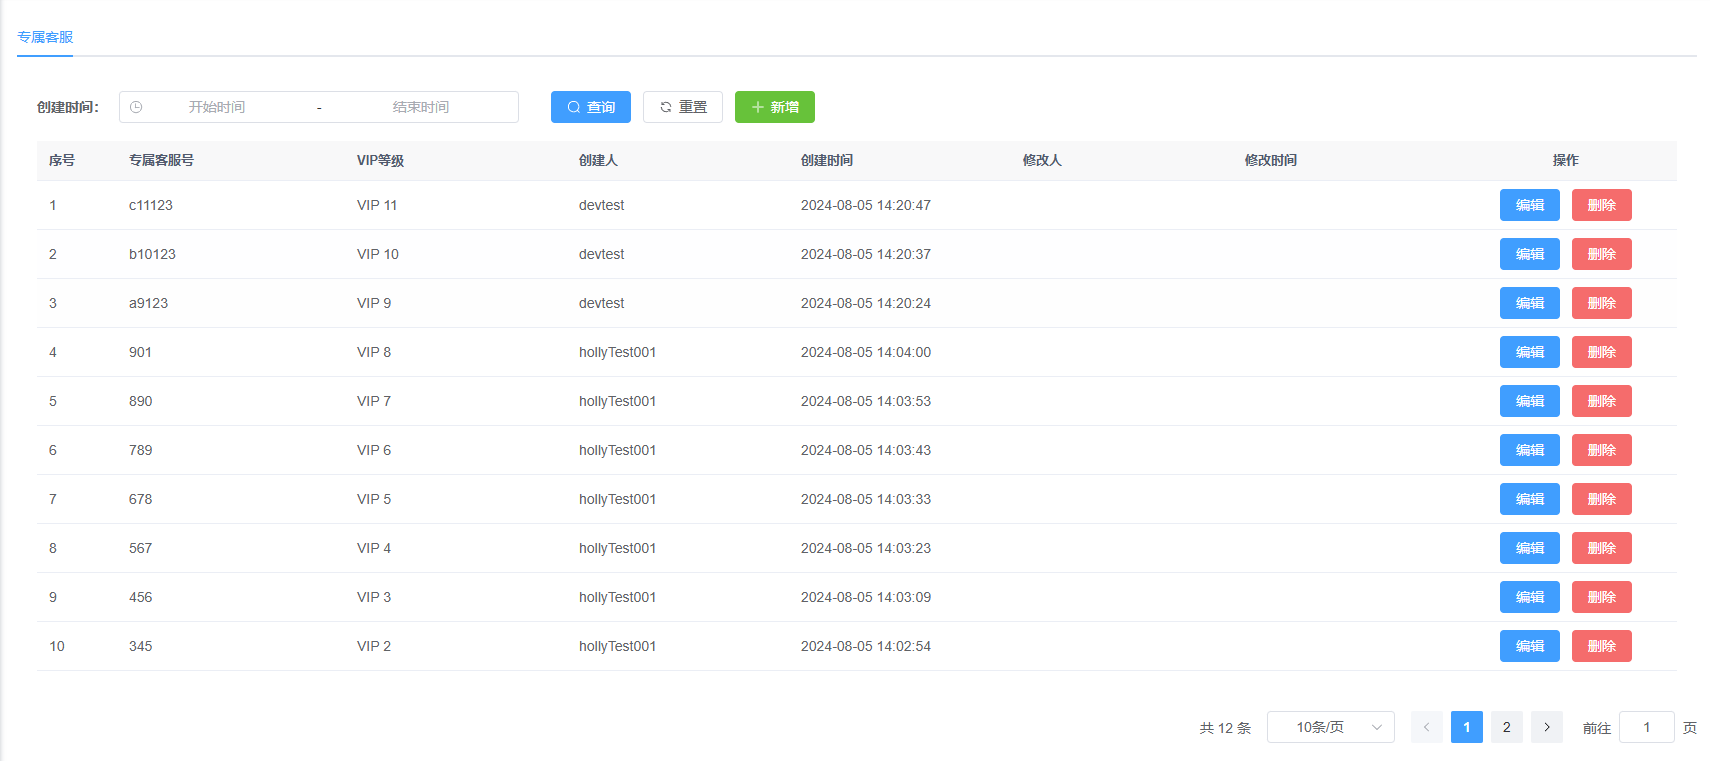 专属客服
创建时间： 开始时间 - 结束时间 查询 重置 新增
序号 专属客服号 VIP等级 创建人 创建时间 修改人 修改时间 操作
1 c11123 VIP 11 devtest 2024-08-05 14:20:47 编辑 删除
2 b10123 VIP 10 devtest 2024-08-05 14:20:37 编辑 删除
3 a9123 VIP 9 devtest 2024-08-05 14:20:24 编辑 删除
4 901 VIP 8 hollyTest001 2024-08-05 14:04:00 编辑 删除
5 890 VIP 7 hollyTest001 2024-08-05 14:03:53 编辑 删除
6 789 VIP 6 hollyTest001 2024-08-05 14:03:43 编辑 删除
7 678 VIP 5 hollyTest001 2024-08-05 14:03:33 编辑 删除
8 567 VIP 4 hollyTest001 2024-08-05 14:03:23 编辑 删除
9 456 VIP 3 hollyTest001 2024-08-05 14:03:09 编辑 删除
10 345 VIP 2 hollyTest001 2024-08-05 14:02:54 编辑 删除
共 12 条 10条/页 1 2 前往 1 页